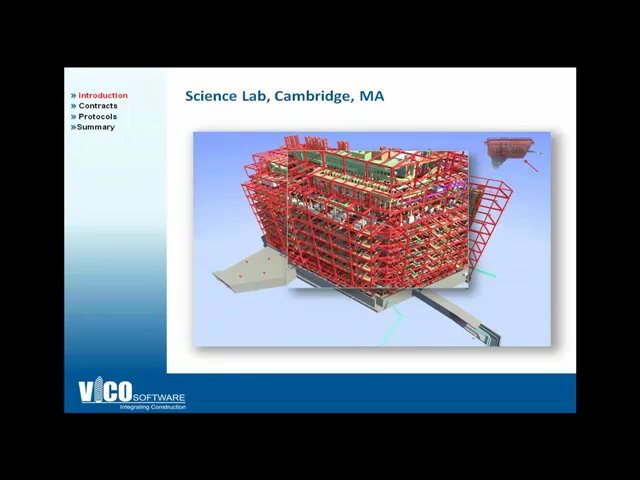 Introduction
Contracts
Protocols
Summary
Science Lab, Cambridge, MA
VICO SOFTWARE
Integrating Construction